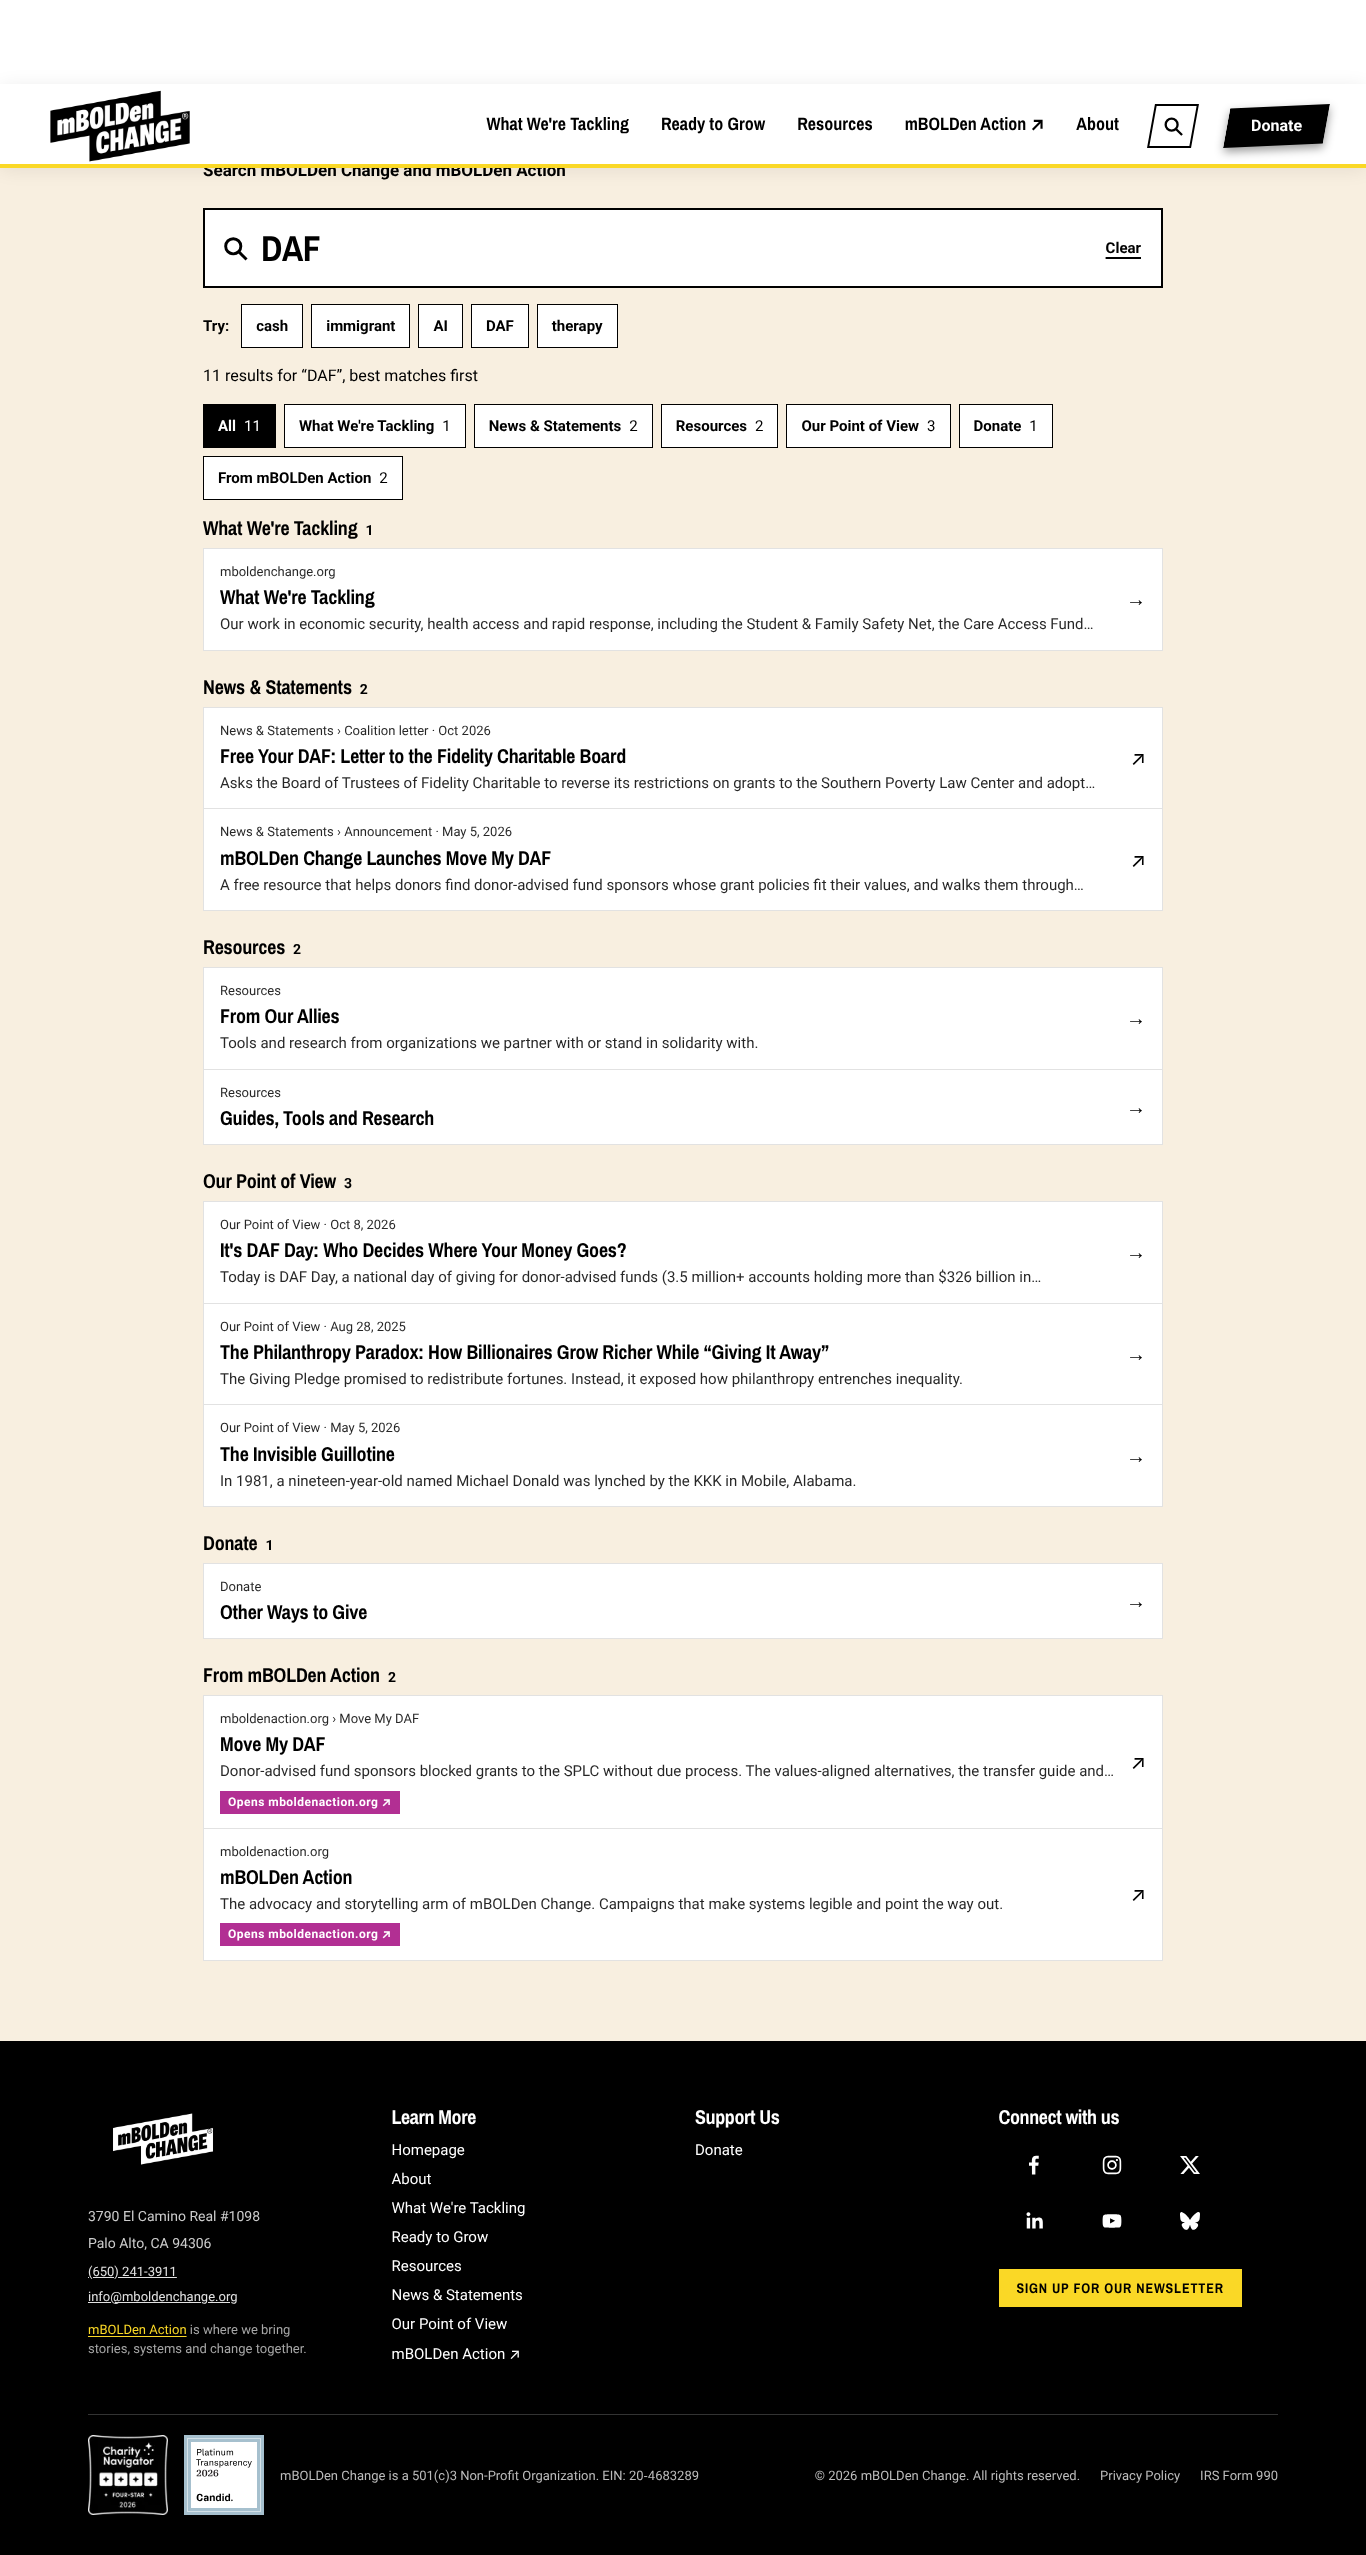 mBOLDen
CHANGE®
What We're Tackling
Ready to Grow
Resources
mBOLDen Action ↗
About
Donate
Search mBOLDen Change and mBOLDen Action
DAF
Clear
Try:
cash
immigrant
AI
DAF
therapy
11 results for “DAF”, best matches first
All 11
What We're Tackling 1
News & Statements 2
Resources 2
Our Point of View 3
Donate 1
From mBOLDen Action 2
What We're Tackling 1
mboldenchange.org
What We're Tackling
Our work in economic security, health access and rapid response, including the Student & Family Safety Net, the Care Access Fund…
→
News & Statements 2
News & Statements › Coalition letter · Oct 2026
Free Your DAF: Letter to the Fidelity Charitable Board
Asks the Board of Trustees of Fidelity Charitable to reverse its restrictions on grants to the Southern Poverty Law Center and adopt…
↗
News & Statements › Announcement · May 5, 2026
mBOLDen Change Launches Move My DAF
A free resource that helps donors find donor-advised fund sponsors whose grant policies fit their values, and walks them through…
↗
Resources 2
Resources
From Our Allies
Tools and research from organizations we partner with or stand in solidarity with.
→
Resources
Guides, Tools and Research
→
Our Point of View 3
Our Point of View · Oct 8, 2026
It's DAF Day: Who Decides Where Your Money Goes?
Today is DAF Day, a national day of giving for donor-advised funds (3.5 million+ accounts holding more than $326 billion in…
→
Our Point of View · Aug 28, 2025
The Philanthropy Paradox: How Billionaires Grow Richer While “Giving It Away”
The Giving Pledge promised to redistribute fortunes. Instead, it exposed how philanthropy entrenches inequality.
→
Our Point of View · May 5, 2026
The Invisible Guillotine
In 1981, a nineteen-year-old named Michael Donald was lynched by the KKK in Mobile, Alabama.
→
Donate 1
Donate
Other Ways to Give
→
From mBOLDen Action 2
mboldenaction.org › Move My DAF
Move My DAF
Donor-advised fund sponsors blocked grants to the SPLC without due process. The values-aligned alternatives, the transfer guide and…
Opens mboldenaction.org ↗
↗
mboldenaction.org
mBOLDen Action
The advocacy and storytelling arm of mBOLDen Change. Campaigns that make systems legible and point the way out.
Opens mboldenaction.org ↗
↗
mBOLDen
CHANGE®
3790 El Camino Real #1098
Palo Alto, CA 94306
(650) 241-3911
info@mboldenchange.org
mBOLDen Action is where we bring
stories, systems and change together.
Learn More
Homepage
About
What We're Tackling
Ready to Grow
Resources
News & Statements
Our Point of View
mBOLDen Action ↗
Support Us
Donate
Connect with us
SIGN UP FOR OUR NEWSLETTER
Charity
Navigator
FOUR-STAR
2026
Platinum
Transparency
2026
Candid.
mBOLDen Change is a 501(c)3 Non-Profit Organization. EIN: 20-4683289
© 2026 mBOLDen Change. All rights reserved.
Privacy Policy
IRS Form 990